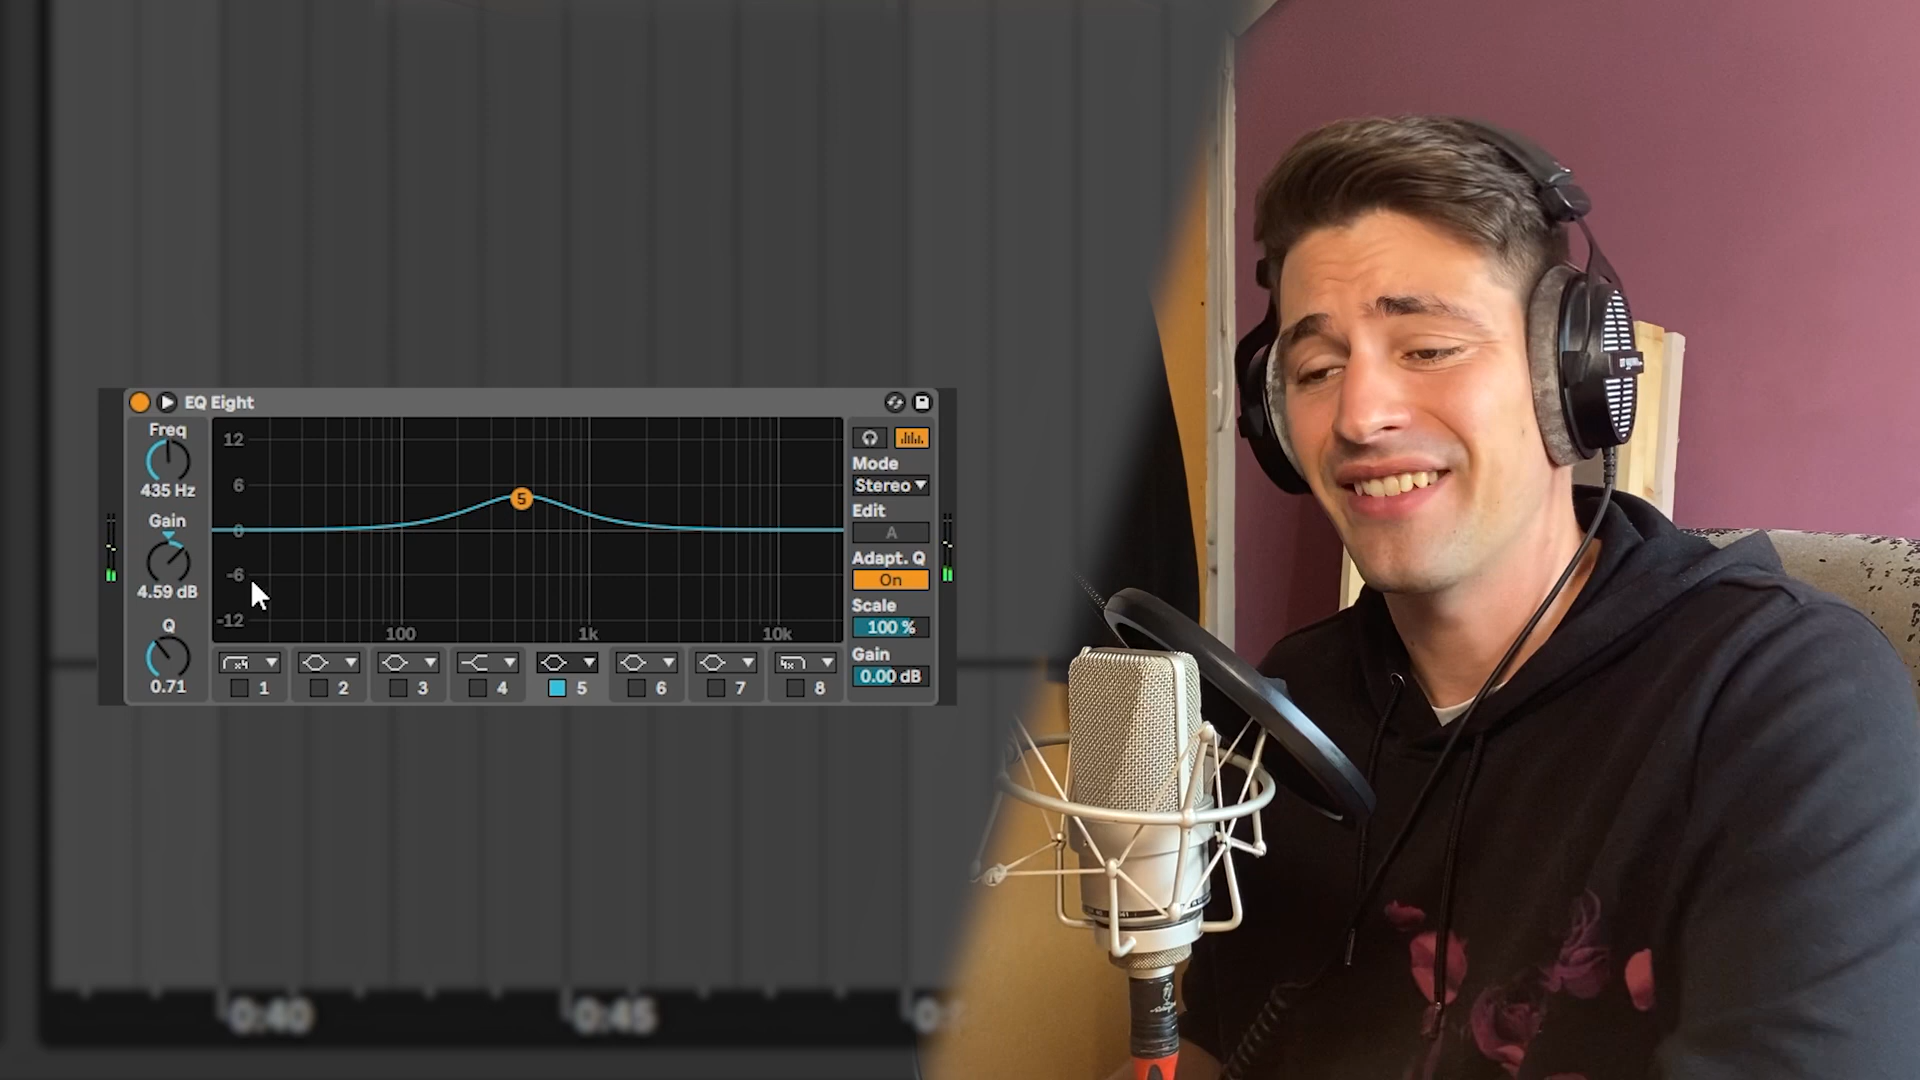 EQ Eight
Freq
435 Hz
Gain
4.59 dB
Q
0.71
12
6
0
-6
-12
100
1k
10k
5
Mode
Stereo
Edit
A
Adapt. Q
On
Scale
100 %
Gain
0.00 dB
x4
4x
1
2
3
4
5
6
7
8
0:40
0:45